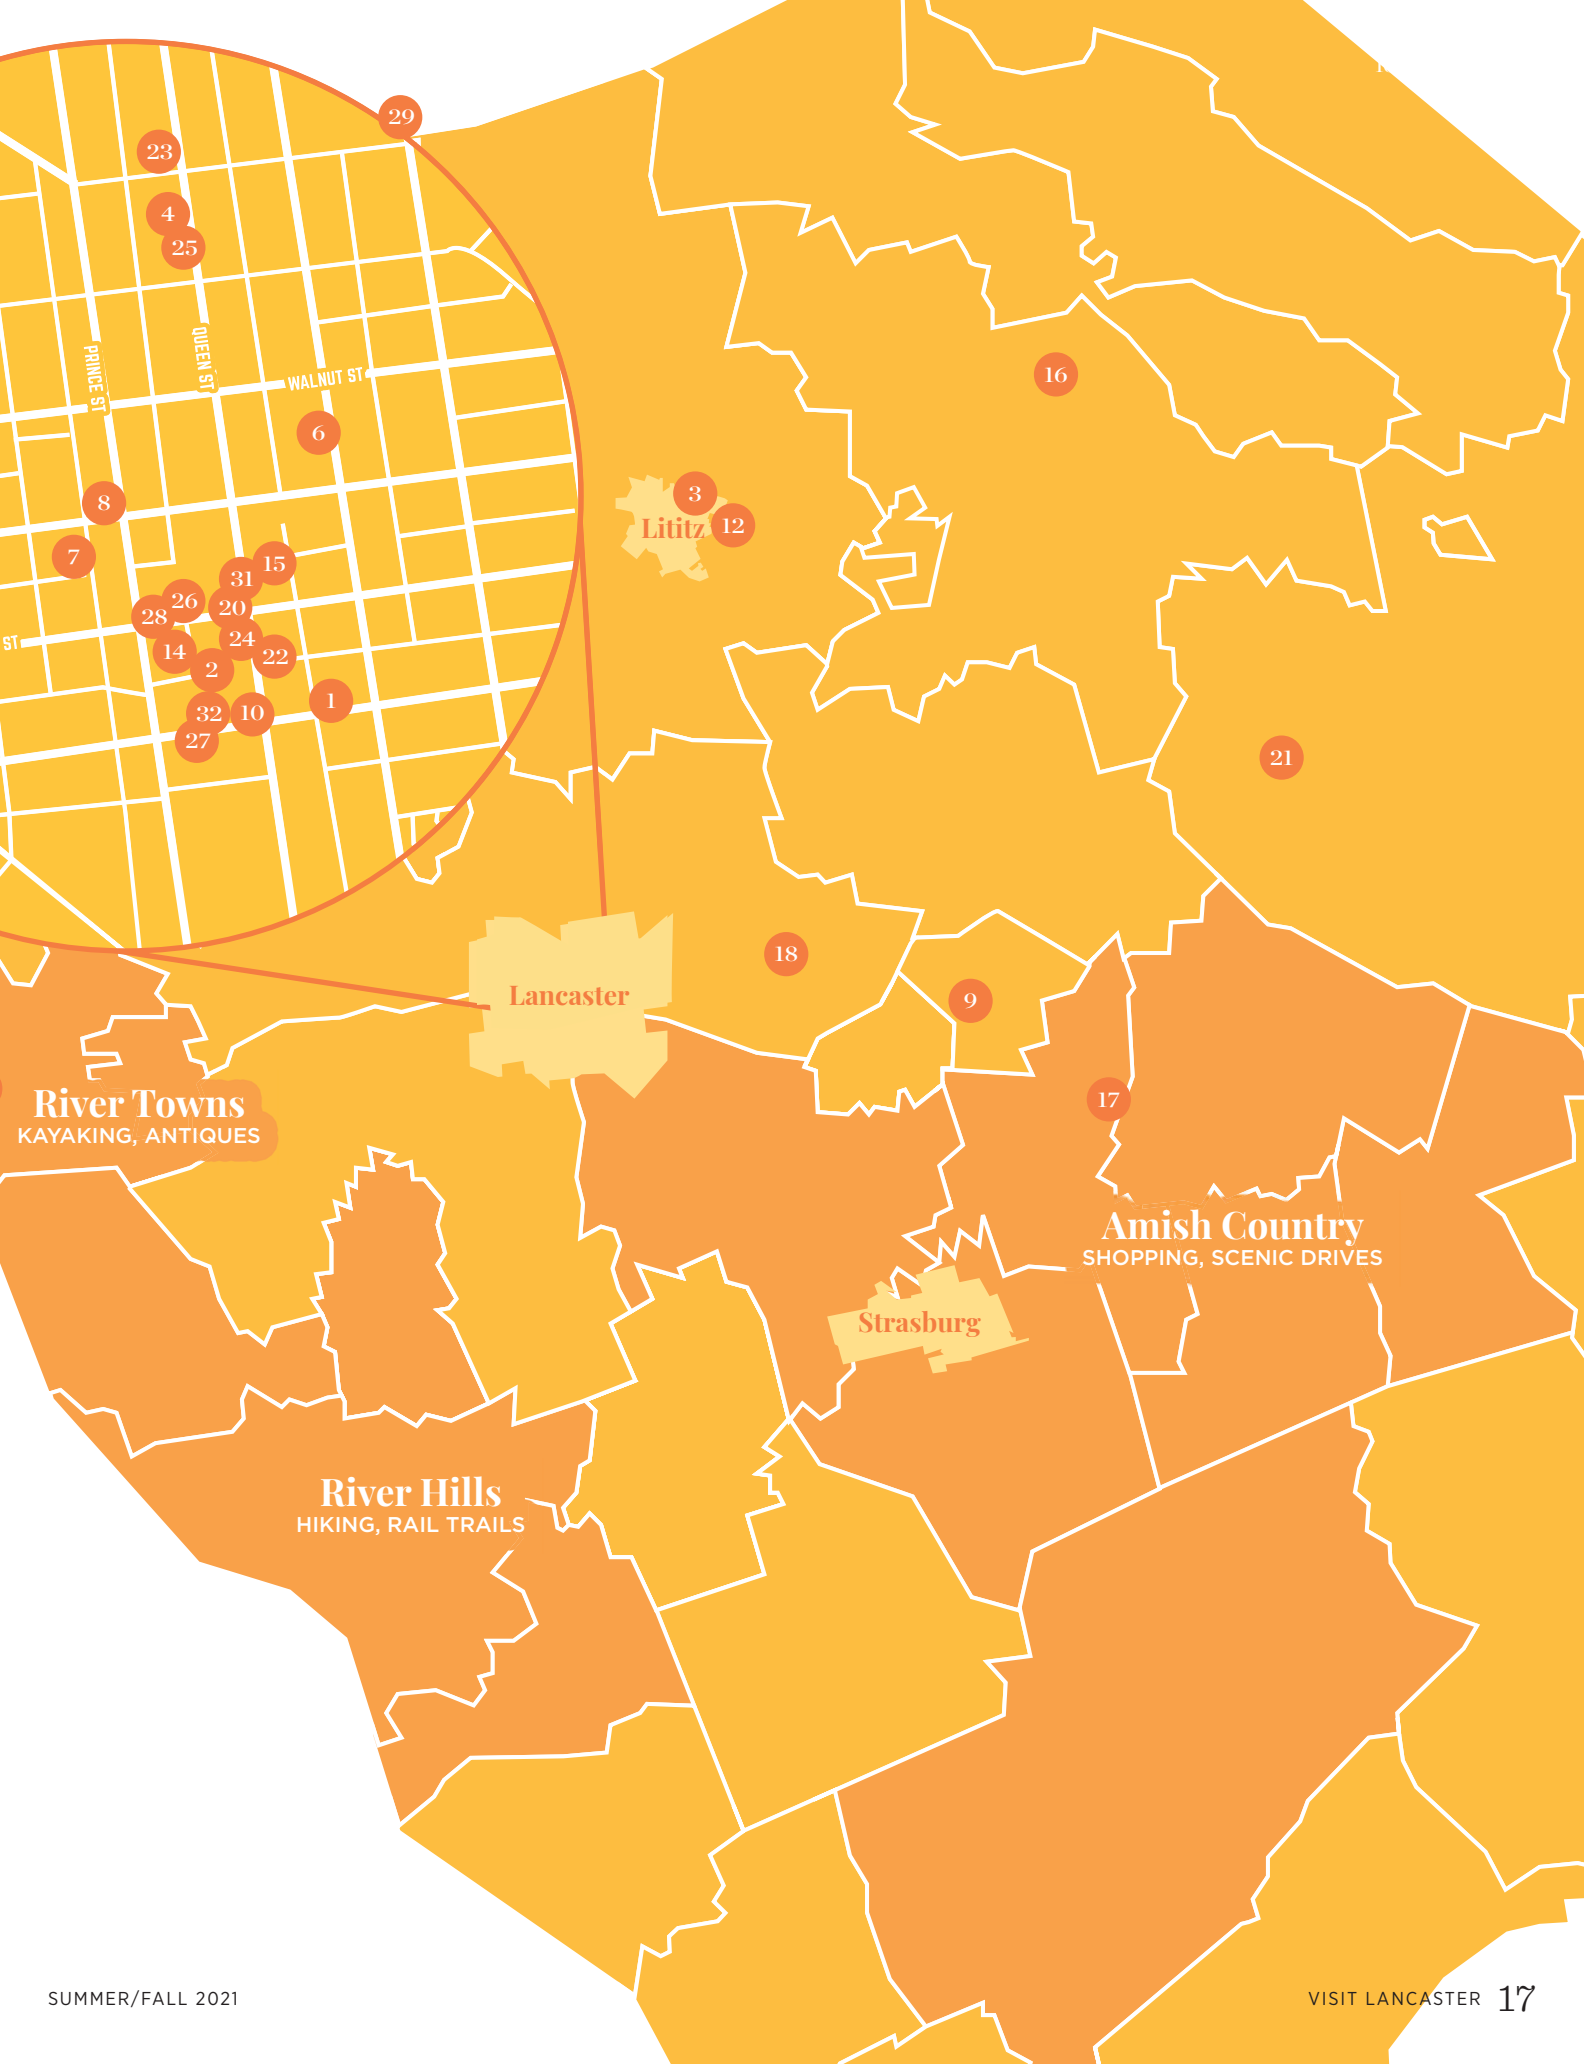 29
23
4
25
PRINCE ST
QUEEN ST
WALNUT ST
16
6
8
3
Lititz
12
7
15
31
26
20
28
24
ST
14
22
2
1
32
10
27
21
18
Lancaster
9
River Towns
KAYAKING, ANTIQUES
17
Amish Country
SHOPPING, SCENIC DRIVES
Strasburg
River Hills
HIKING, RAIL TRAILS
SUMMER/FALL 2021
VISIT LANCASTER 17